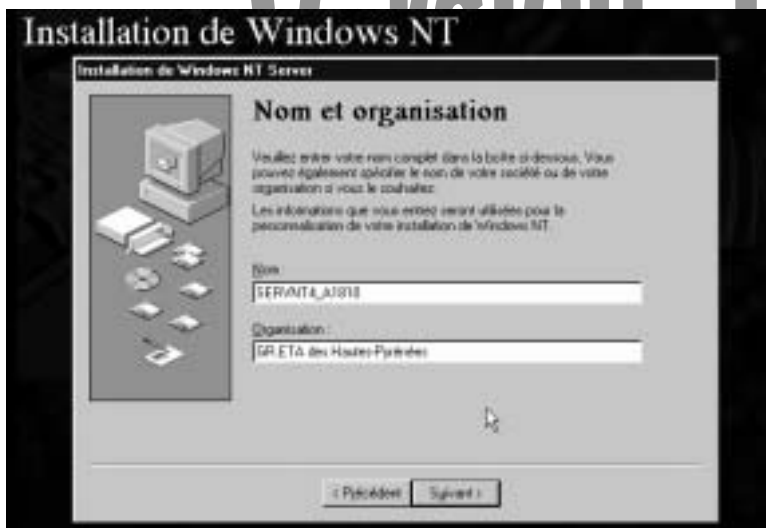 Installation de Windows NT
Installation de Windows NT Server
Nom et organisation
Veuillez entrer votre nom complet dans la boîte ci-dessous. Vous
pouvez également spécifier le nom de votre société ou de votre
organisation si vous le souhaitez.
Les informations que vous entrez seront utilisées pour la
personnalisation de votre installation de Windows NT.
Nom :
SERVNT4_A1810
Organisation :
GRETA des Hautes-Pyrénées
< Précédent
Suivant >